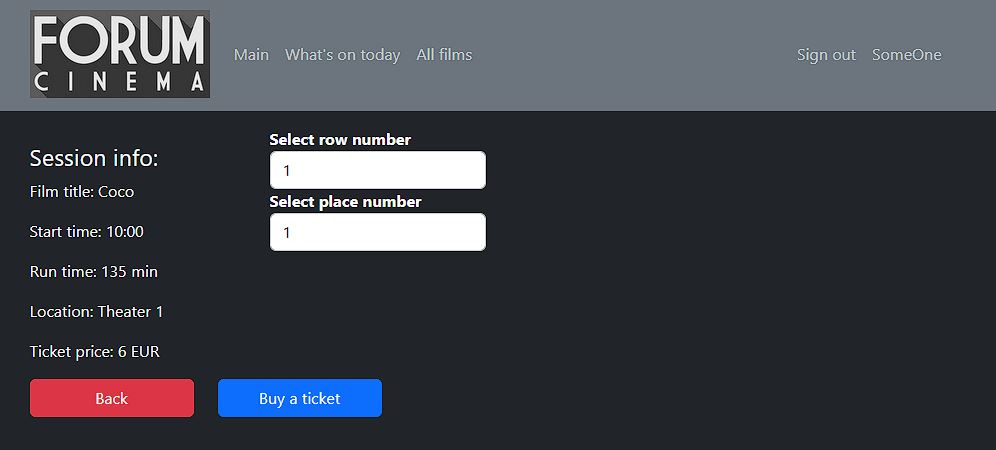 FORUM
CINEMA
Main What's on today All films Sign out SomeOne
Session info:
Film title: Coco
Start time: 10:00
Run time: 135 min
Location: Theater 1
Ticket price: 6 EUR
Select row number
1
Select place number
1
Back Buy a ticket